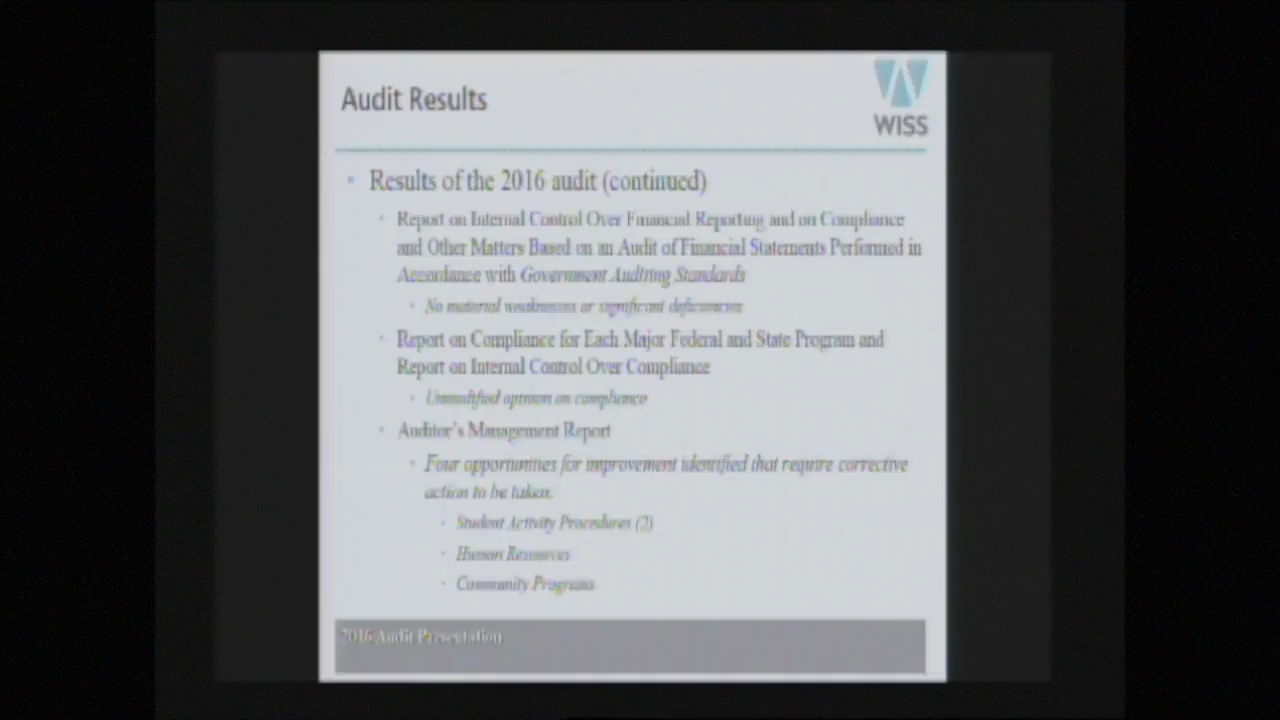 Audit Results
WISS
Results of the 2016 audit (continued)
Report on Internal Control Over Financial Reporting and on Compliance
and Other Matters Based on an Audit of Financial Statements Performed in
Accordance with Government Auditing Standards
No material weaknesses or significant deficiencies
Report on Compliance for Each Major Federal and State Program and
Report on Internal Control Over Compliance
Unmodified opinion on compliance
Auditor's Management Report
Four opportunities for improvement identified that require corrective
action to be taken:
Student Activity Procedures (2)
Human Resources
Community Programs
2016 Audit Presentation